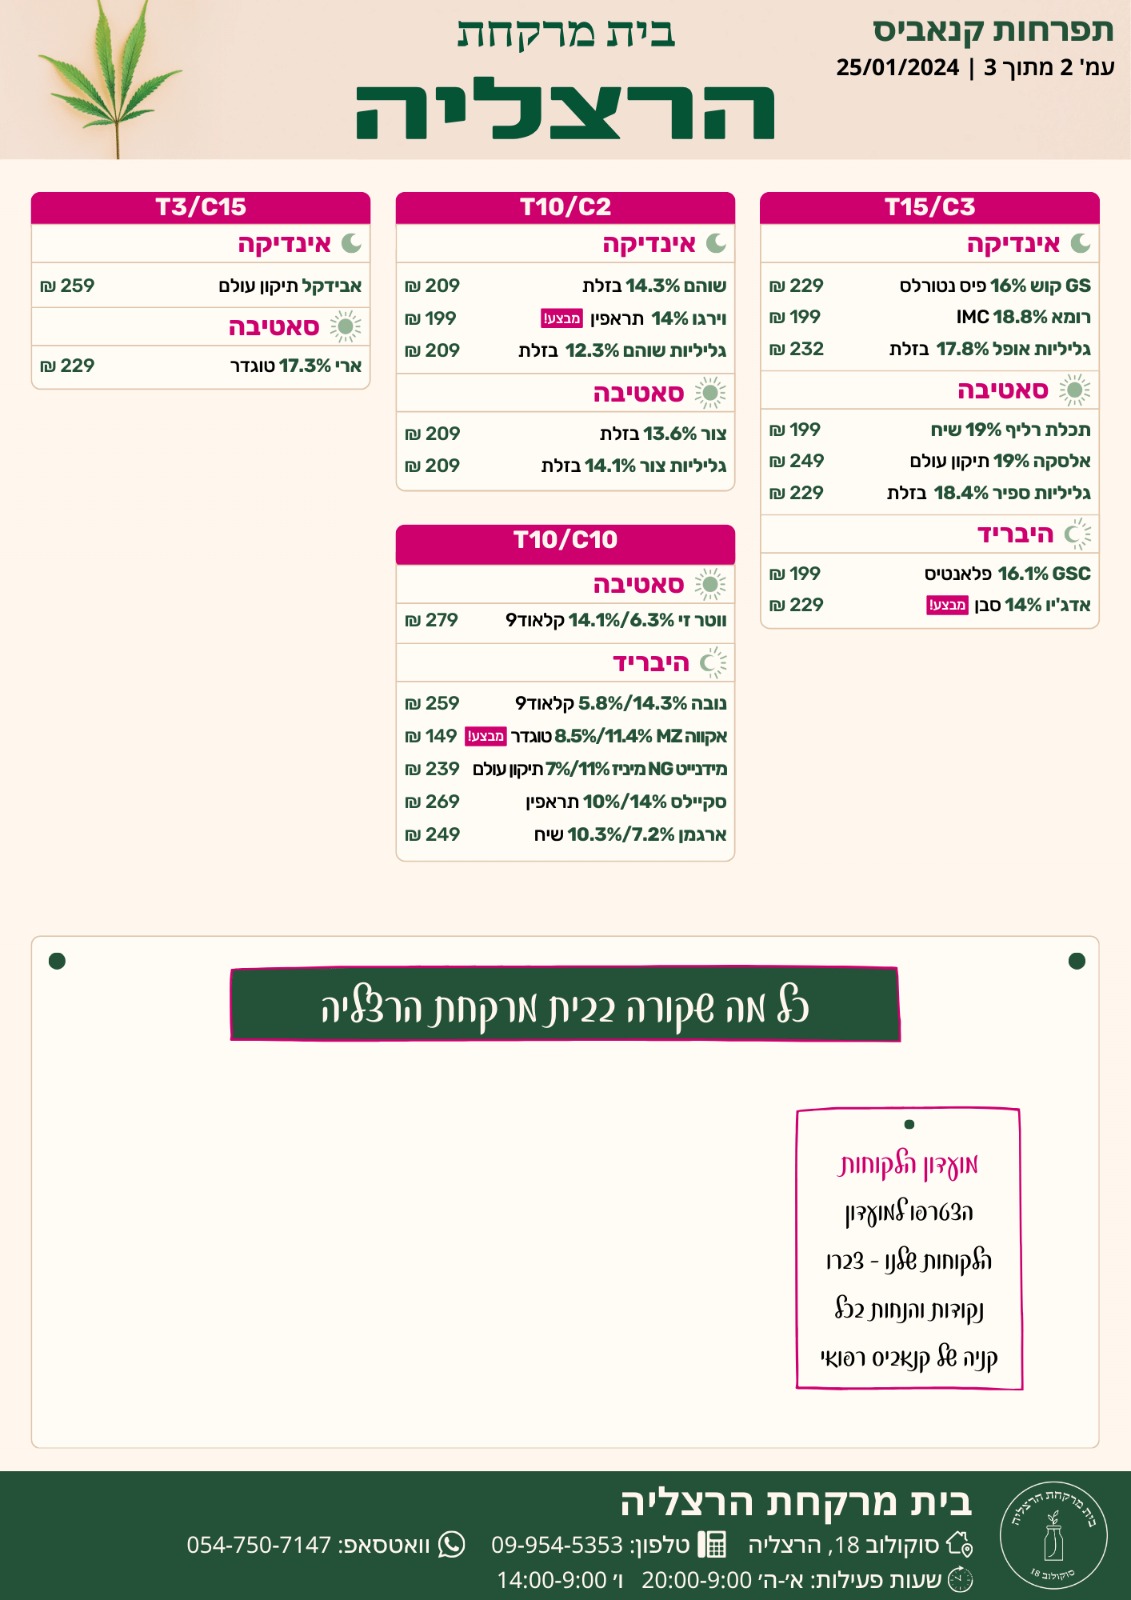 תפרחות קנאביס
עמ' 2 מתוך 3 | 25/01/2024
בית מרקחת
הרצליה
T15/C3
אינדיקה
GS קוש 16% פיס נטורלס 229 ₪
רומא 18.8% IMC 199 ₪
גליליות אופל 17.8% בזלת 232 ₪
סאטיבה
תכלת רליף 19% שיח 199 ₪
אלסקה 19% תיקון עולם 249 ₪
גליליות ספיר 18.4% בזלת 229 ₪
היבריד
GSC 16.1% פלאנטיס 199 ₪
אדג'יו 14% סבן מבצע! 229 ₪
T10/C2
אינדיקה
שוהם 14.3% בזלת 209 ₪
וירגו 14% תראפין מבצע! 199 ₪
גליליות שוהם 12.3% בזלת 209 ₪
סאטיבה
צור 13.6% בזלת 209 ₪
גליליות צור 14.1% בזלת 209 ₪
T10/C10
סאטיבה
ווטר זי 14.1%/6.3% קלאוד9 279 ₪
היבריד
נובה 5.8%/14.3% קלאוד9 259 ₪
אקווה MZ 8.5%/11.4% טוגדר מבצע! 149 ₪
מידנייט NG מיניז 7%/11% תיקון עולם 239 ₪
סקיילס 10%/14% תראפין 269 ₪
ארגמן 10.3%/7.2% שיח 249 ₪
T3/C15
אינדיקה
אבידקל תיקון עולם 259 ₪
סאטיבה
ארי 17.3% טוגדר 229 ₪
כל מה שקורה בבית מרקחת הרצליה
מועדון הלקוחות
הצטרפו למועדון
הלקוחות שלנו - צברו
נקודות והנחות בכל
קניה של קנאביס רפואי
בית מרקחת הרצליה
סוקולוב 18
בית מרקחת הרצליה
סוקולוב 18, הרצליה טלפון: 09-954-5353 וואטסאפ: 054-750-7147
שעות פעילות: א׳-ה׳ 20:00-9:00 ו׳ 14:00-9:00